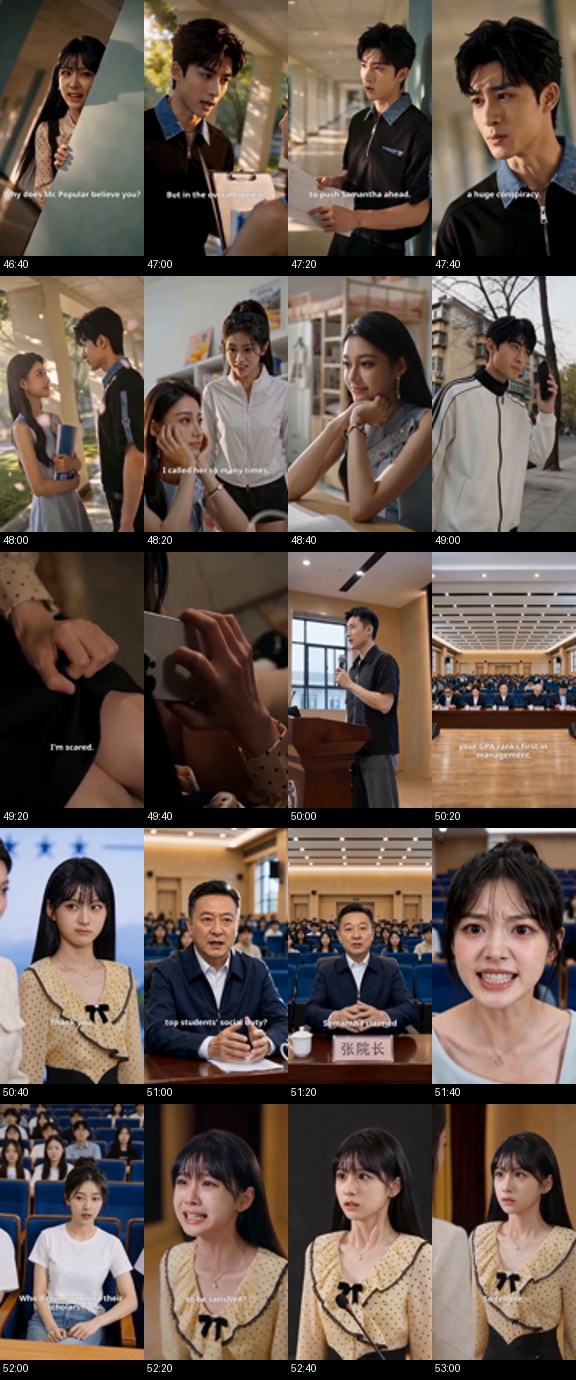 Why does Mr. Popular believe you?
But in the overall review,
to push Samantha ahead.
a huge conspiracy.
46:40
47:00
47:20
47:40
I called her so many times.
48:00
48:20
48:40
49:00
I'm scared.
your GPA ranks first in
management.
49:20
49:40
50:00
50:20
Thank you
top students' social duty?
Samantha claimed
张院长
50:40
51:00
51:20
51:40
their
to be satisfied?
52:00
52:20
52:40
53:00